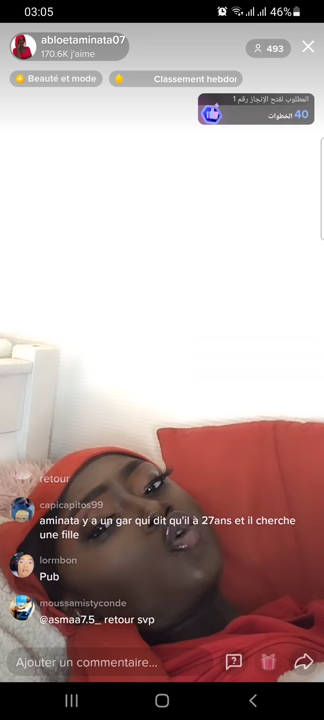 03:05
46%
abloetaminata07
170.6K j'aime
493
Beauté et mode
Classement hebdor
المطلوب لفتح الإنجاز رقم 1
40 الخطوات
retour
capicapitos99
aminata y a un gar qui dit qu'il à 27ans et il cherche
une fille
lormbon
Pub
moussamistyconde
@asmaa7.5_ retour svp
Ajouter un commentaire...